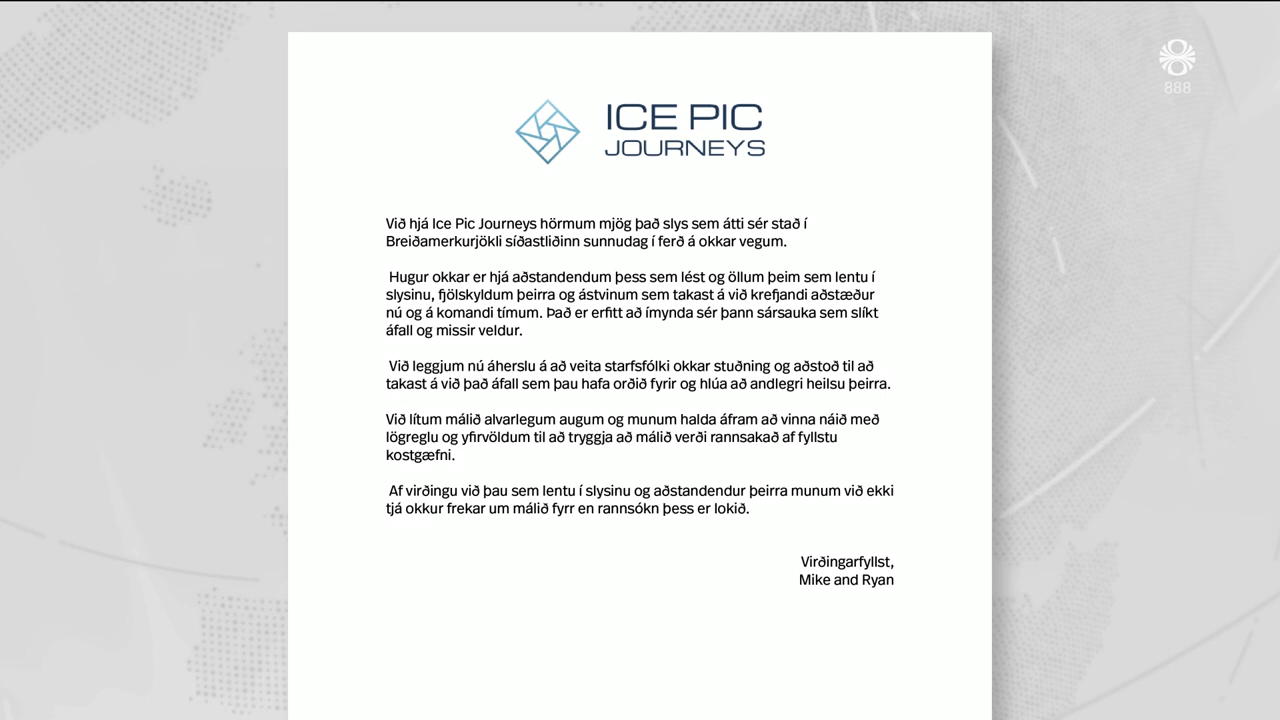 ICE PIC
JOURNEYS
888
Við hjá Ice Pic Journeys hörmum mjög það slys sem átti sér stað í
Breiðamerkurjökli síðastliðinn sunnudag í ferð á okkar vegum.
Hugur okkar er hjá aðstandendum þess sem lést og öllum þeim sem lentu í
slysinu, fjölskyldum þeirra og ástvinum sem takast á við krefjandi aðstæður
nú og á komandi tímum. Það er erfitt að ímynda sér þann sársauka sem slíkt
áfall og missir veldur.
Við leggjum nú áherslu á að veita starfsfólki okkar stuðning og aðstoð til að
takast á við það áfall sem þau hafa orðið fyrir og hlúa að andlegri heilsu þeirra.
Við lítum málið alvarlegum augum og munum halda áfram að vinna náið með
lögreglu og yfirvöldum til að tryggja að málið verði rannsakað af fyllstu
kostgæfni.
Af virðingu við þau sem lentu í slysinu og aðstandendur þeirra munum við ekki
tjá okkur frekar um málið fyrr en rannsókn þess er lokið.
Virðingarfyllst,
Mike and Ryan